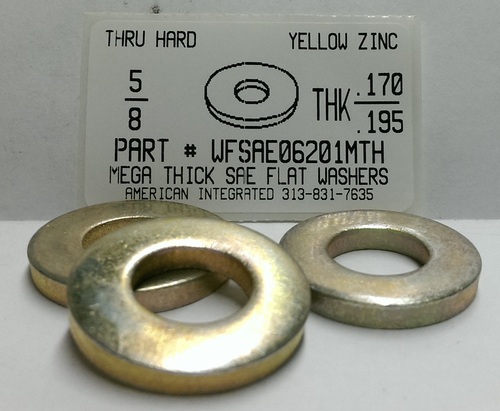 THRU HARD YELLOW ZINC
5/8 THK .170/.195
PART # WFSAE06201MTH
MEGA THICK SAE FLAT WASHERS
AMERICAN INTEGRATED 313-831-7635